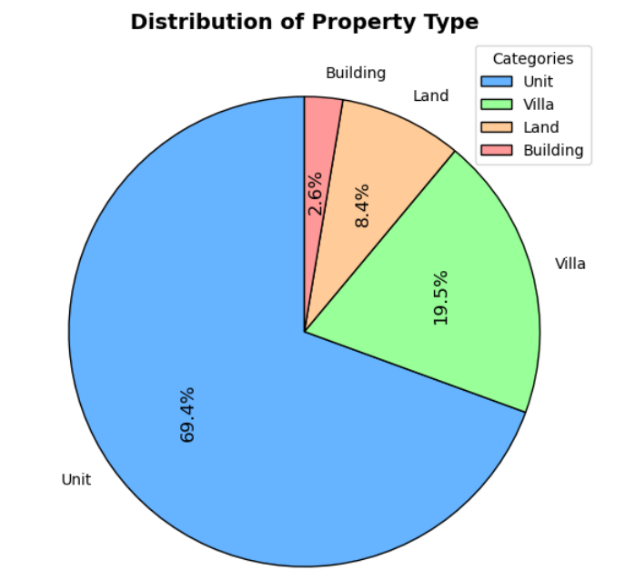 Distribution of Property Type
Building
Land
Categories
Unit
Villa
Land
Building
2.6%
8.4%
Villa
19.5%
69.4%
Unit